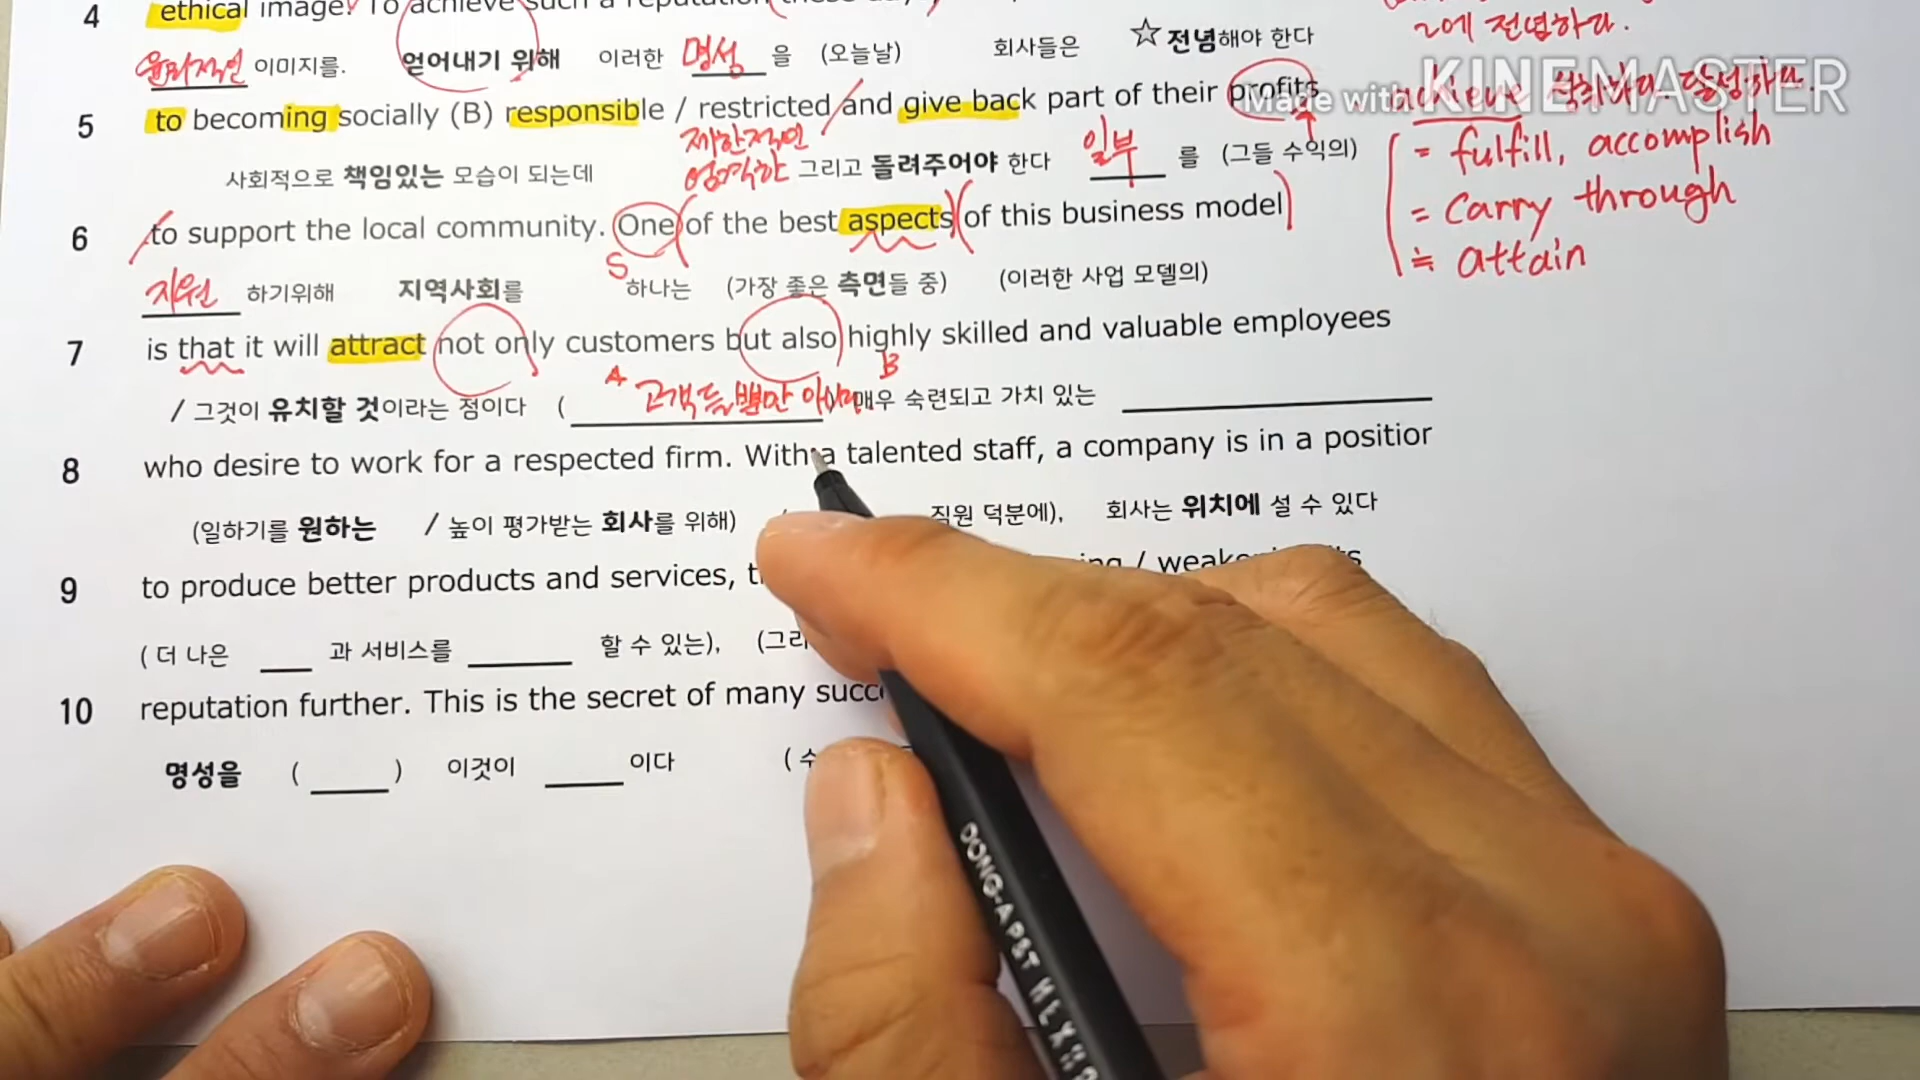 4 ethical image. To achieve such a reputation
2에 전념하다.
윤리적인 이미지를. 얻어내기 위해 이러한 명성 을 (오늘날) 회사들은 ☆전념해야 한다
Made with KINEMASTER
achieve
5 to becoming socially (B) responsible / restricted and give back part of their profits
= fulfill, accomplish
제한적인
엄격한
사회적으로 책임있는 모습이 되는데 그리고 돌려주어야 한다 일부 를 (그들 수익의)
= Carry through
6 to support the local community. One of the best aspects of this business model
≒ attain
S
지원 하기위해 지역사회를 하나는 (가장 좋은 측면들 중) (이러한 사업 모델의)
7 is that it will attract not only customers but also highly skilled and valuable employees
A B
/ 그것이 유치할 것이라는 점이다 ( 고객들 뿐만 아니라 ) 매우 숙련되고 가치 있는
8 who desire to work for a respected firm. With a talented staff, a company is in a position
(일하기를 원하는 / 높이 평가받는 회사를 위해) ( 직원 덕분에), 회사는 위치에 설 수 있다
9 to produce better products and services,
( 더 나은 ____ 과 서비스를 ____ 할 수 있는),
10 reputation further. This is the secret of many
명성을 ( ____ ) 이것이 ____ 이다
DONG-A PST HEXA